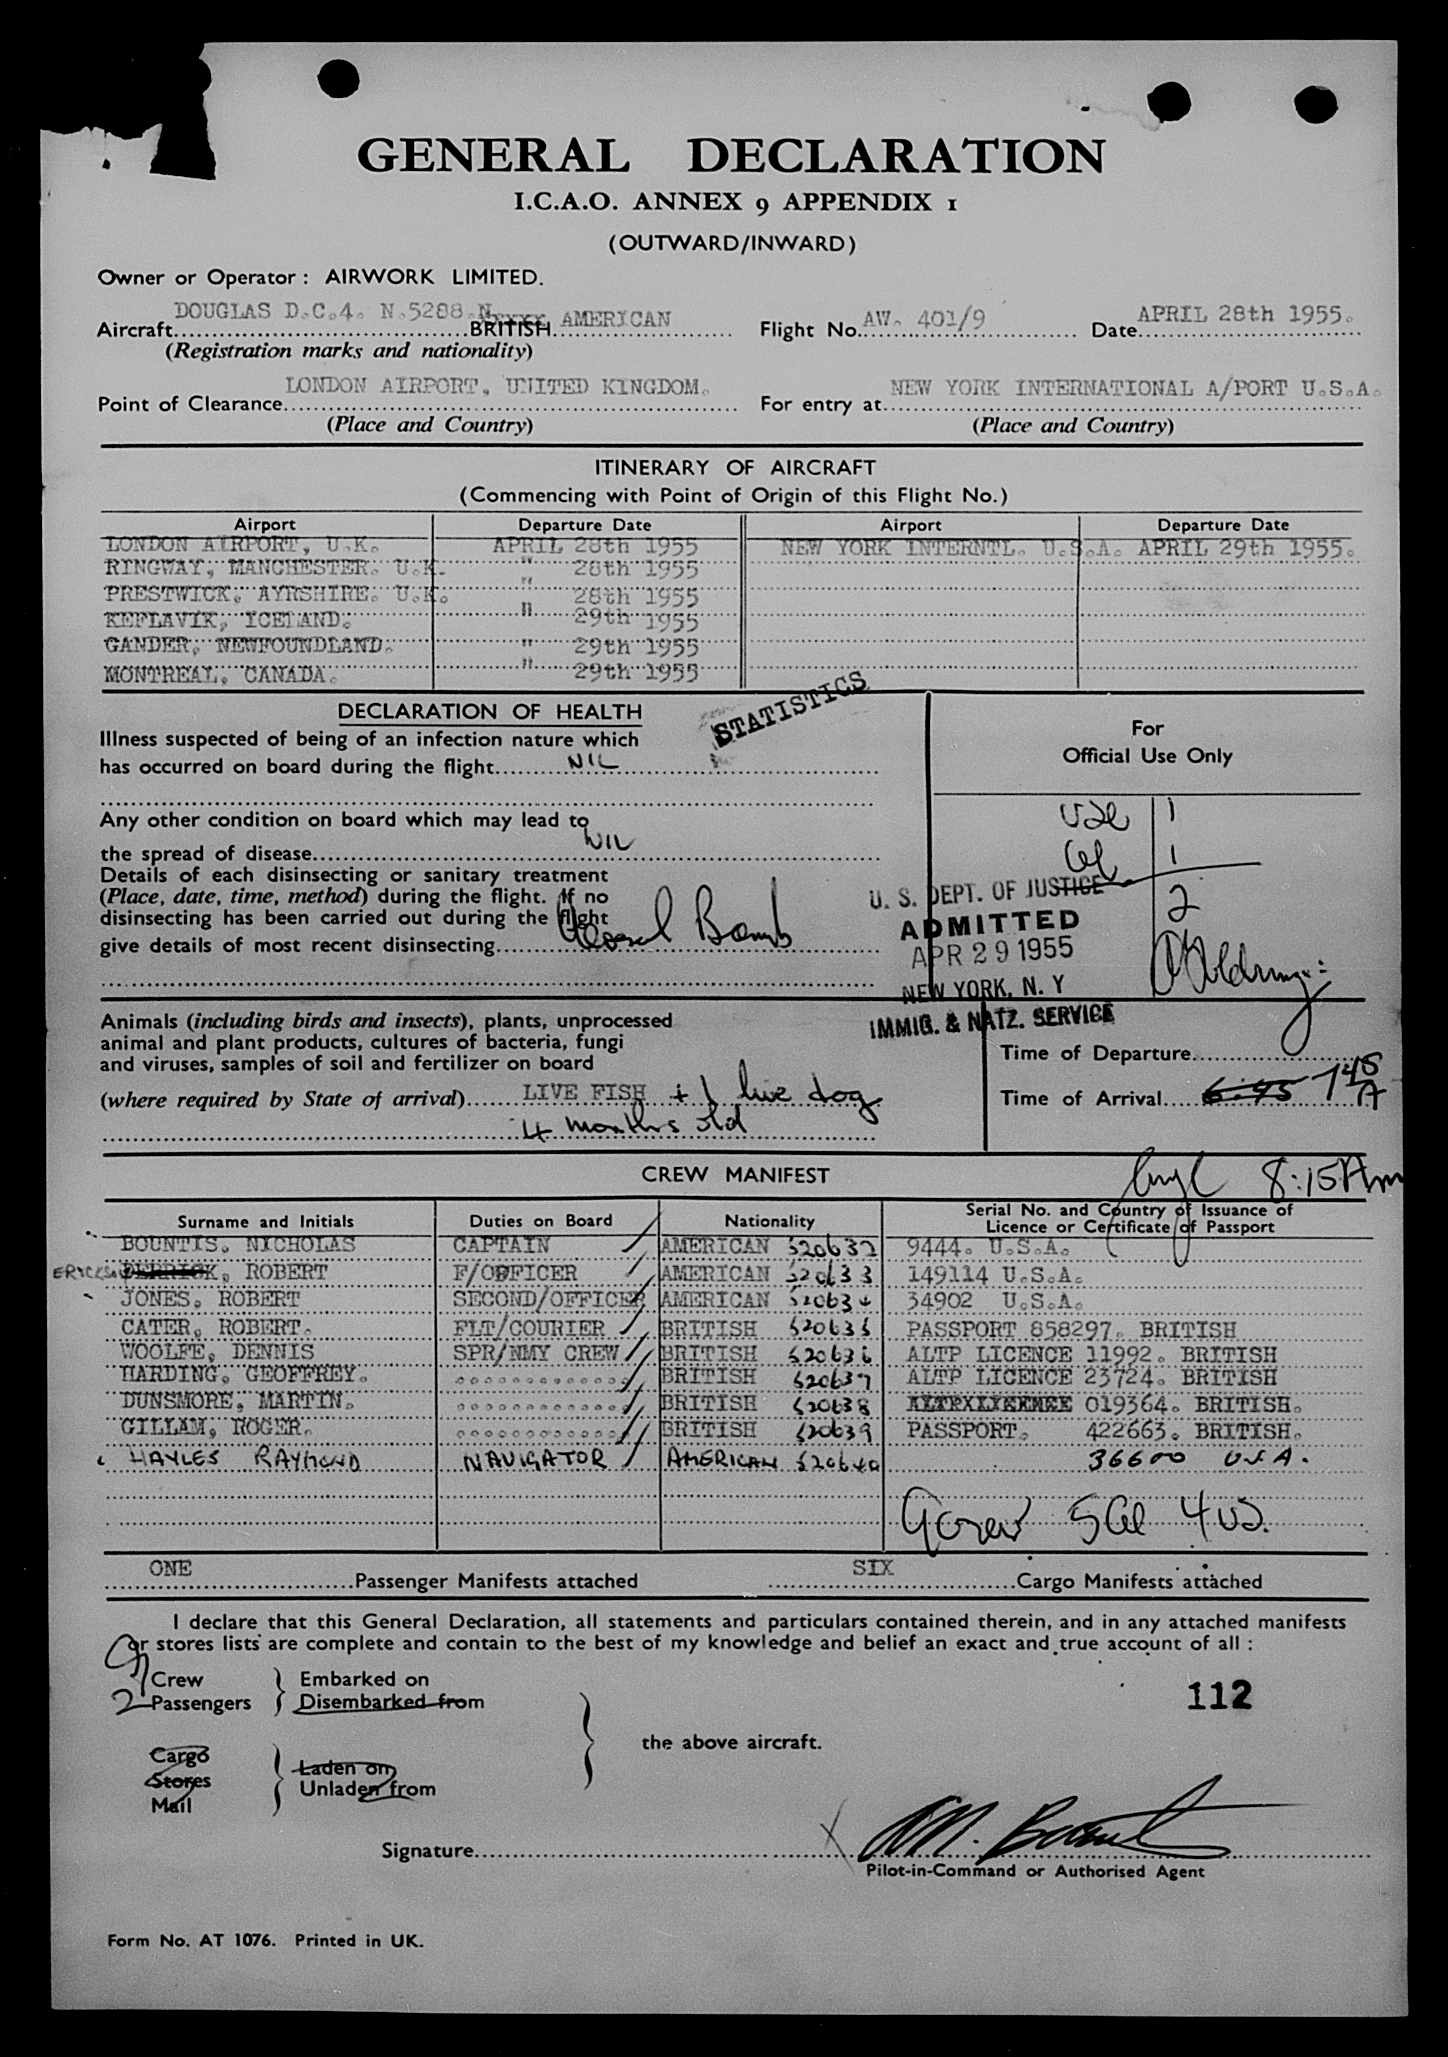 GENERAL DECLARATION
I.C.A.O. ANNEX 9 APPENDIX 1
(OUTWARD/INWARD)
Owner or Operator : AIRWORK LIMITED.
Aircraft DOUGLAS D.C.4. N.5288.N. BRITISH AMERICAN Flight No. AW. 401/9 Date APRIL 28th 1955.
(Registration marks and nationality)
Point of Clearance LONDON AIRPORT, UNITED KINGDOM. For entry at NEW YORK INTERNATIONAL A/PORT U.S.A.
(Place and Country) (Place and Country)
ITINERARY OF AIRCRAFT
(Commencing with Point of Origin of this Flight No.)
Airport Departure Date Airport Departure Date
LONDON AIRPORT, U.K. APRIL 28th 1955 NEW YORK INTERNTL. U.S.A. APRIL 29th 1955.
RINGWAY, MANCHESTER. U.K. " 28th 1955
PRESTWICK, AYRSHIRE. U.K. " 28th 1955
KEFLAVIK, ICELAND. " 29th 1955
GANDER, NEWFOUNDLAND. " 29th 1955
MONTREAL, CANADA. " 29th 1955
STATISTICS
DECLARATION OF HEALTH
Illness suspected of being of an infection nature which
has occurred on board during the flight NIL
Any other condition on board which may lead to
the spread of disease NIL
Details of each disinsecting or sanitary treatment
(Place, date, time, method) during the flight. If no
disinsecting has been carried out during the flight
give details of most recent disinsecting Aerosol Bomb
For
Official Use Only
1
1
2
U. S. DEPT. OF JUSTICE
ADMITTED
APR 29 1955
NEW YORK, N. Y
IMMIG. & NATZ. SERVICE
Animals (including birds and insects), plants, unprocessed
animal and plant products, cultures of bacteria, fungi
and viruses, samples of soil and fertilizer on board
(where required by State of arrival) LIVE FISH + 1 live dog
4 months old
Time of Departure
Time of Arrival 6:45 7 45 A
CREW MANIFEST
8:15 Am
Surname and Initials Duties on Board Nationality Serial No. and Country of Issuance of
Licence or Certificate of Passport
BOUNTIS. NICHOLAS CAPTAIN AMERICAN 520632 9444. U.S.A.
DERRICK, ROBERT F/OFFICER AMERICAN 520633 149114 U.S.A.
JONES. ROBERT SECOND/OFFICER AMERICAN 520634 34902 U.S.A.
CATER, ROBERT. FLT/COURIER BRITISH 520635 PASSPORT 858297. BRITISH
WOOLFE, DENNIS SPR/NMY CREW BRITISH 520636 ALTP LICENCE 11992. BRITISH
HARDING. GEOFFREY. BRITISH 520637 ALTP LICENCE 23724. BRITISH
DUNSMORE, MARTIN. BRITISH 520638 019364. BRITISH.
GILLAM, ROGER. BRITISH 520639 PASSPORT. 422663. BRITISH.
HAYLES RAYMOND NAVIGATOR AMERICAN 520640 36600 U.S.A.
9 crew 4 US.
ONE Passenger Manifests attached SIX Cargo Manifests attached
I declare that this General Declaration, all statements and particulars contained therein, and in any attached manifests
or stores lists are complete and contain to the best of my knowledge and belief an exact and true account of all :
9 Crew Embarked on
2 Passengers Disembarked from
112
the above aircraft.
Cargo
Stores
Mail
Laden on
Unladen from
Signature
Pilot-in-Command or Authorised Agent
Form No. AT 1076. Printed in UK.